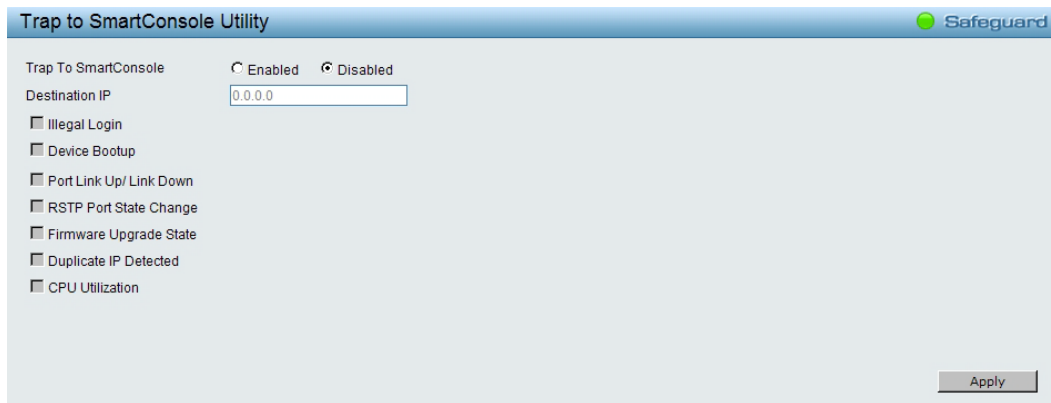 Trap to SmartConsole Utility
Safeguard
Trap To SmartConsole Enabled Disabled
Destination IP 0.0.0.0
Illegal Login
Device Bootup
Port Link Up/ Link Down
RSTP Port State Change
Firmware Upgrade State
Duplicate IP Detected
CPU Utilization
Apply